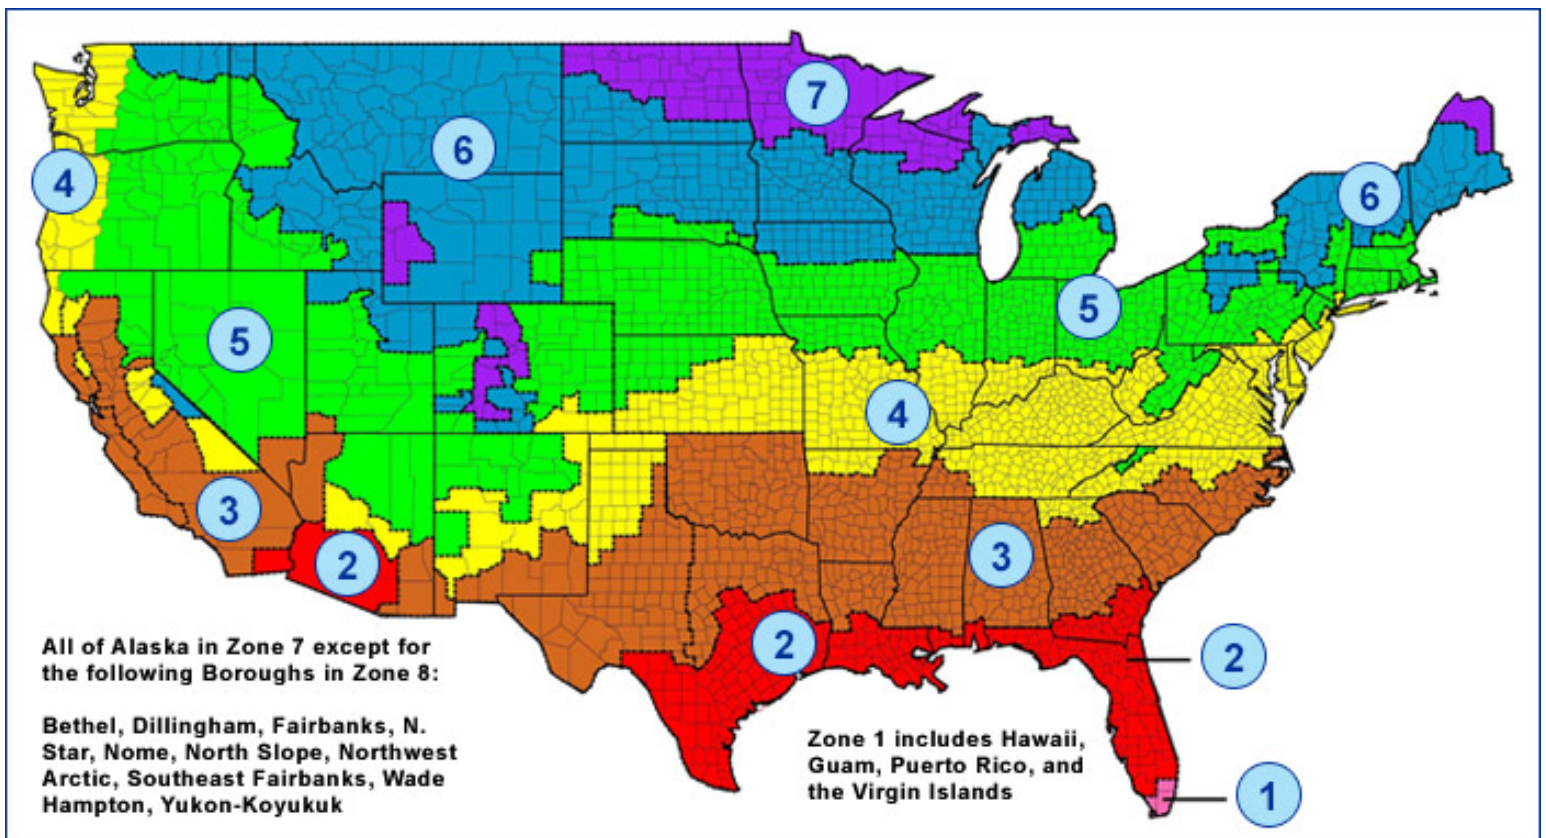 7
6
6
4
5
5
4
3
3
2
2
2
1
All of Alaska in Zone 7 except for
the following Boroughs in Zone 8:
Bethel, Dillingham, Fairbanks, N.
Star, Nome, North Slope, Northwest
Arctic, Southeast Fairbanks, Wade
Hampton, Yukon-Koyukuk
Zone 1 includes Hawaii,
Guam, Puerto Rico, and
the Virgin Islands